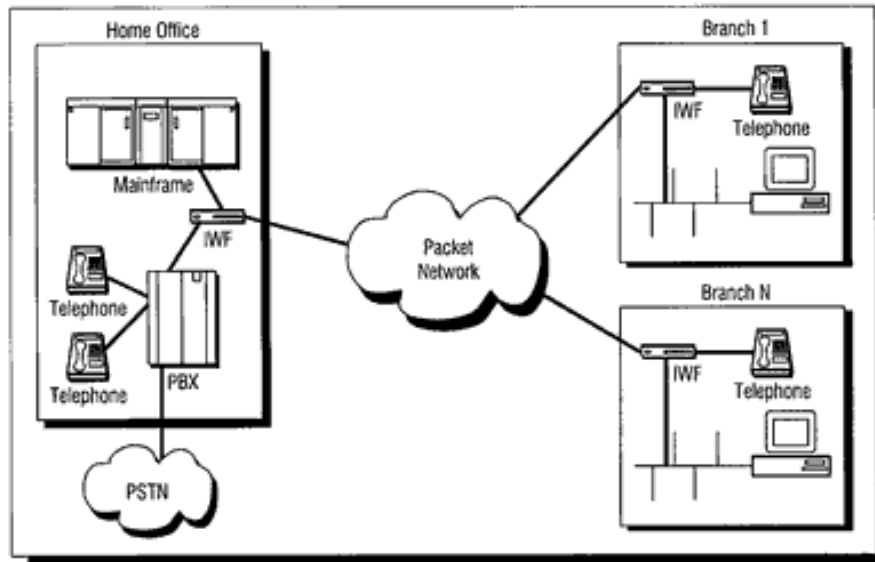 Home Office
Mainframe
IWF
Telephone
Telephone
PBX
PSTN
Packet
Network
Branch 1
IWF
Telephone
Branch N
IWF
Telephone